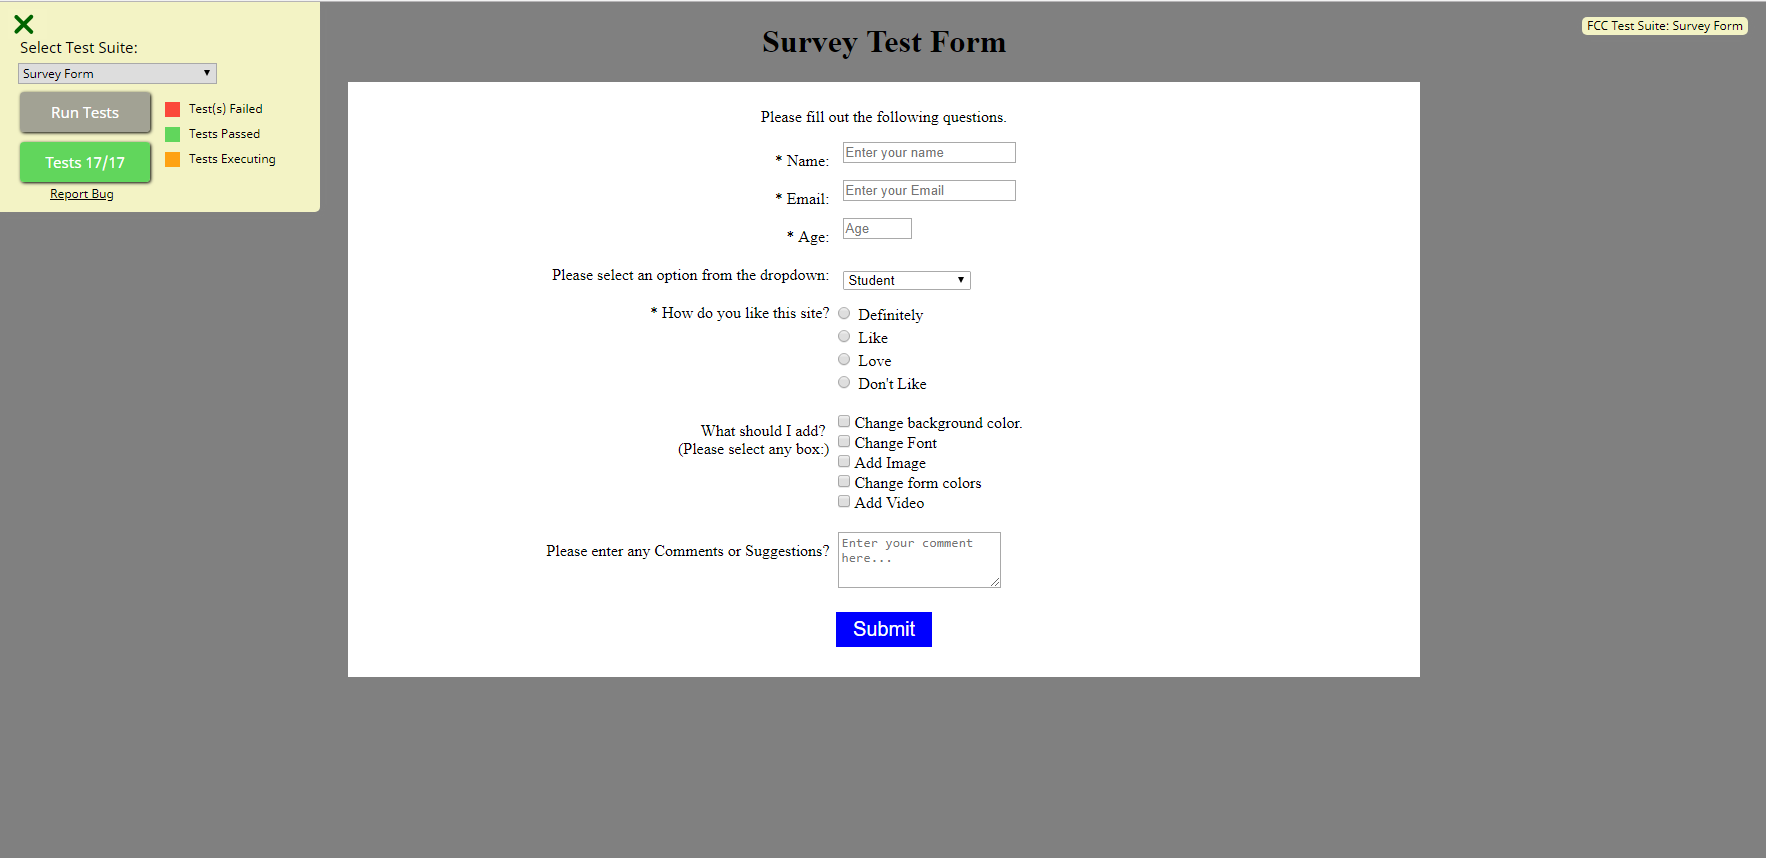 Select Test Suite:
Survey Form
Run Tests
Tests 17/17
Report Bug
Test(s) Failed
Tests Passed
Tests Executing
FCC Test Suite: Survey Form
Survey Test Form
Please fill out the following questions.
* Name: Enter your name
* Email: Enter your Email
* Age: Age
Please select an option from the dropdown: Student
* How do you like this site? Definitely
Like
Love
Don't Like
What should I add?
(Please select any box:)
Change background color.
Change Font
Add Image
Change form colors
Add Video
Please enter any Comments or Suggestions?
Enter your comment
here...
Submit